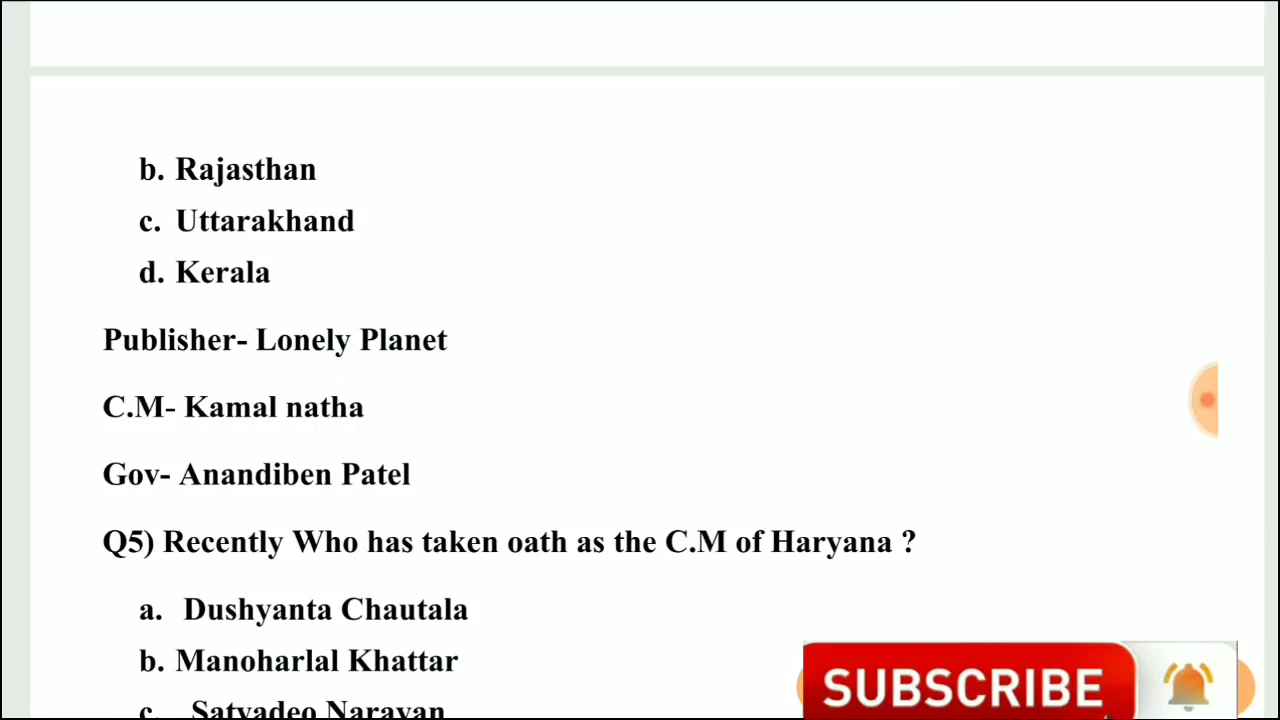 b. Rajasthan
c. Uttarakhand
d. Kerala
Publisher- Lonely Planet
C.M- Kamal natha
Gov- Anandiben Patel
Q5) Recently Who has taken oath as the C.M of Haryana ?
a. Dushyanta Chautala
b. Manoharlal Khattar
c. Satyadeo Narayan
SUBSCRIBE